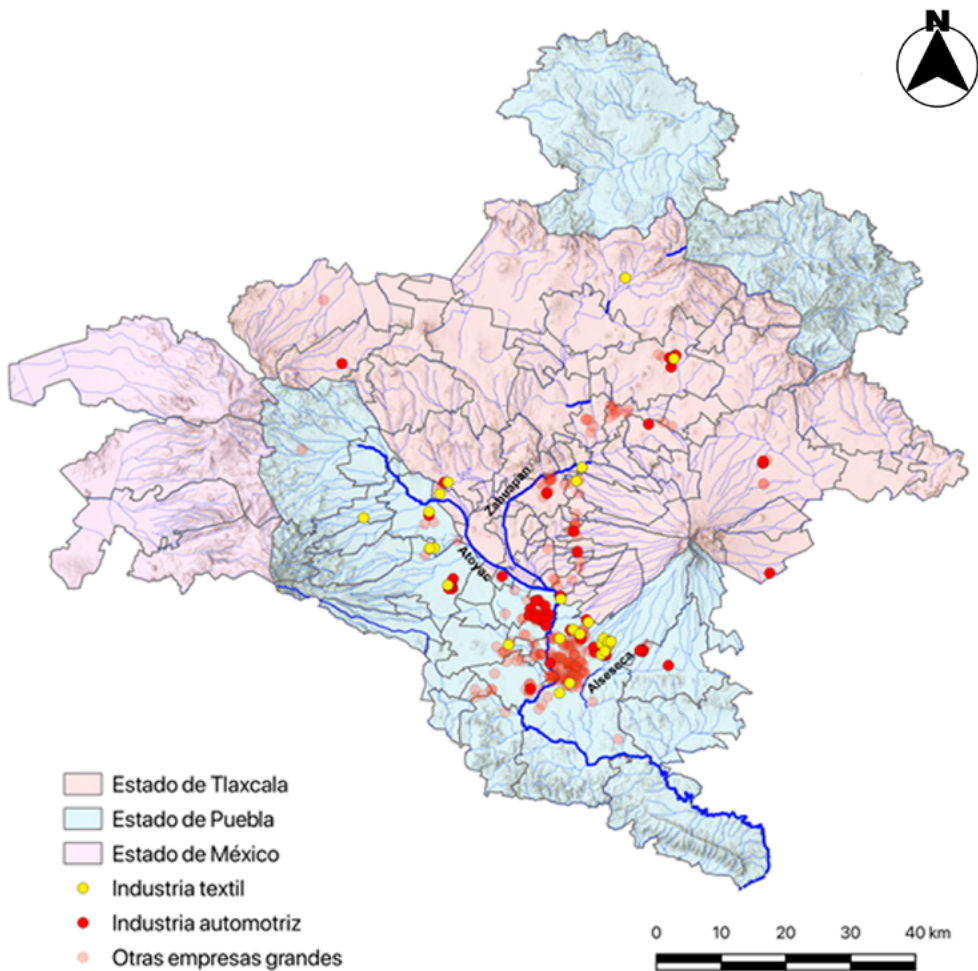 N
Zahuapan
Atoyac
Alseseca
Estado de Tlaxcala
Estado de Puebla
Estado de México
Industria textil
Industria automotriz
Otras empresas grandes
0 10 20 30 40 km